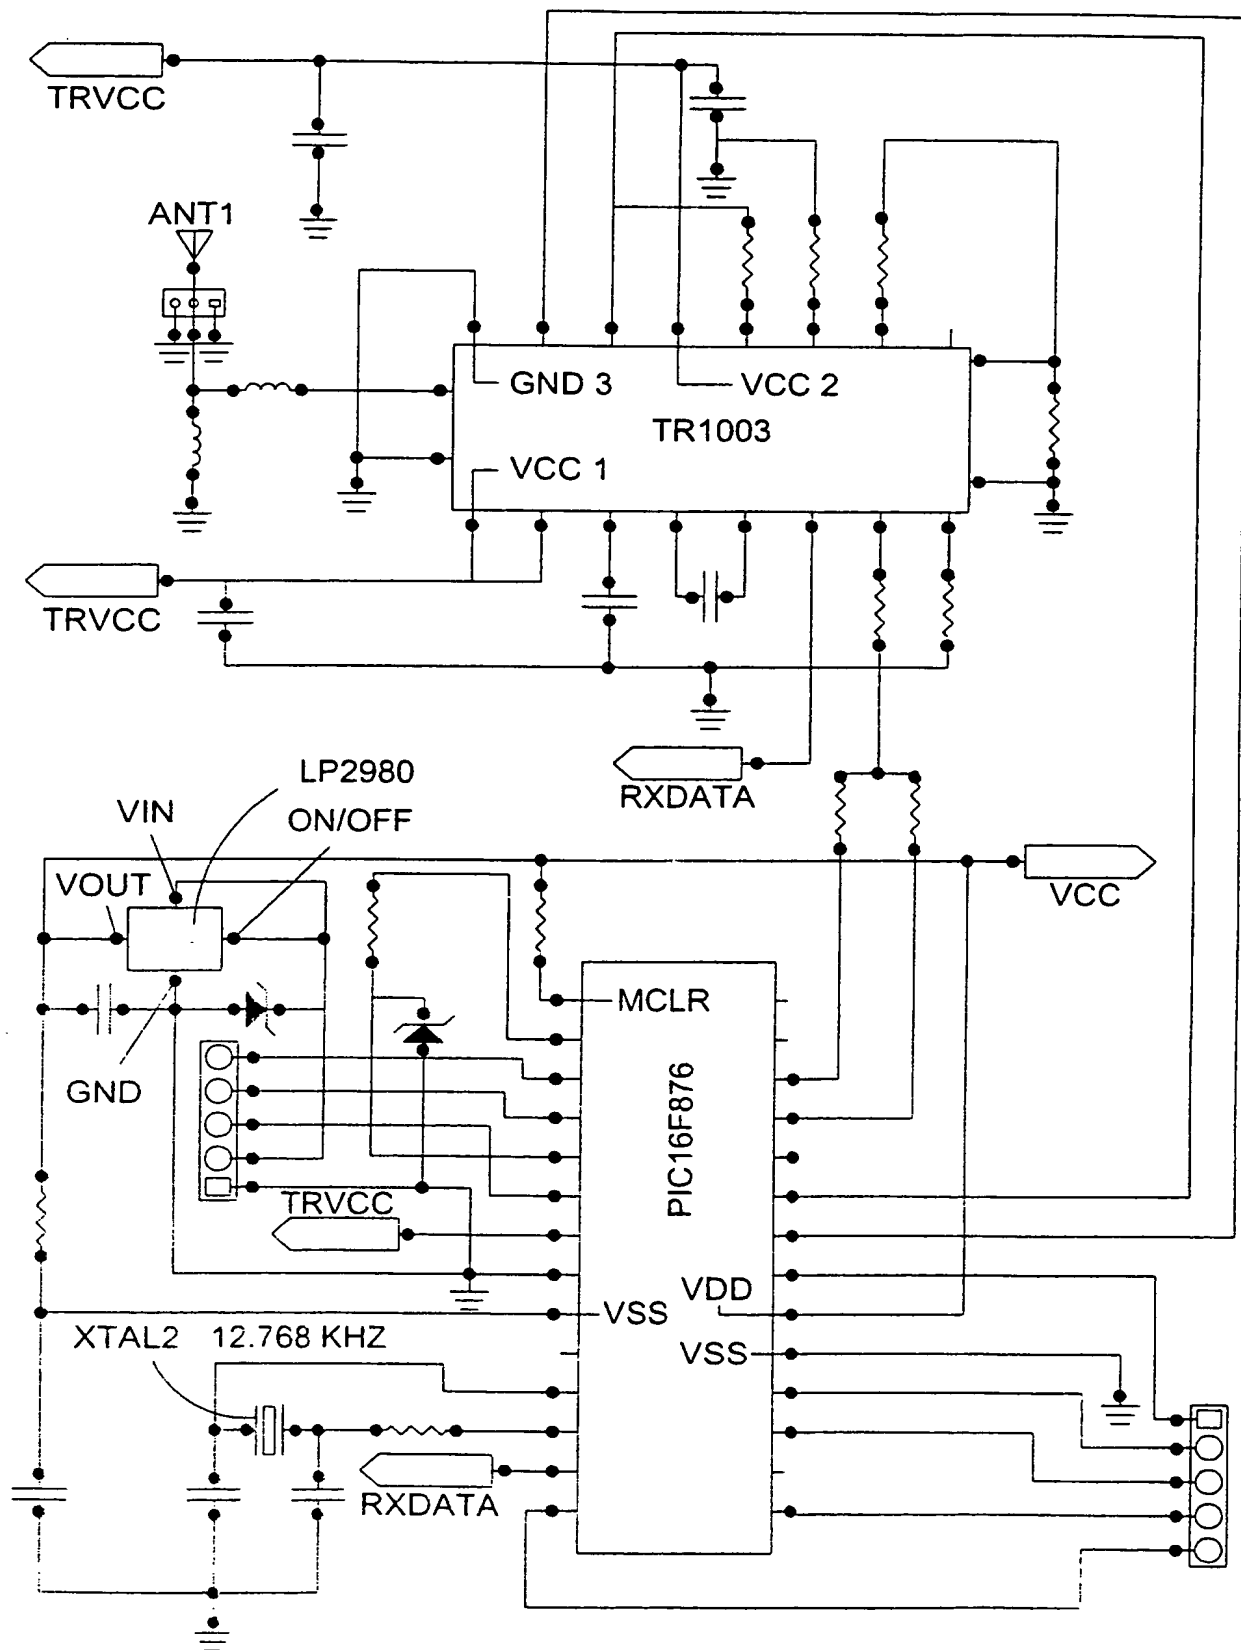 TRVCC
ANT1
GND 3
VCC 2
TR1003
VCC 1
TRVCC
RXDATA
LP2980
VIN
ON/OFF
VOUT
VCC
MCLR
GND
PIC16F876
TRVCC
VDD
VSS
XTAL2 12.768 KHZ
VSS
RXDATA